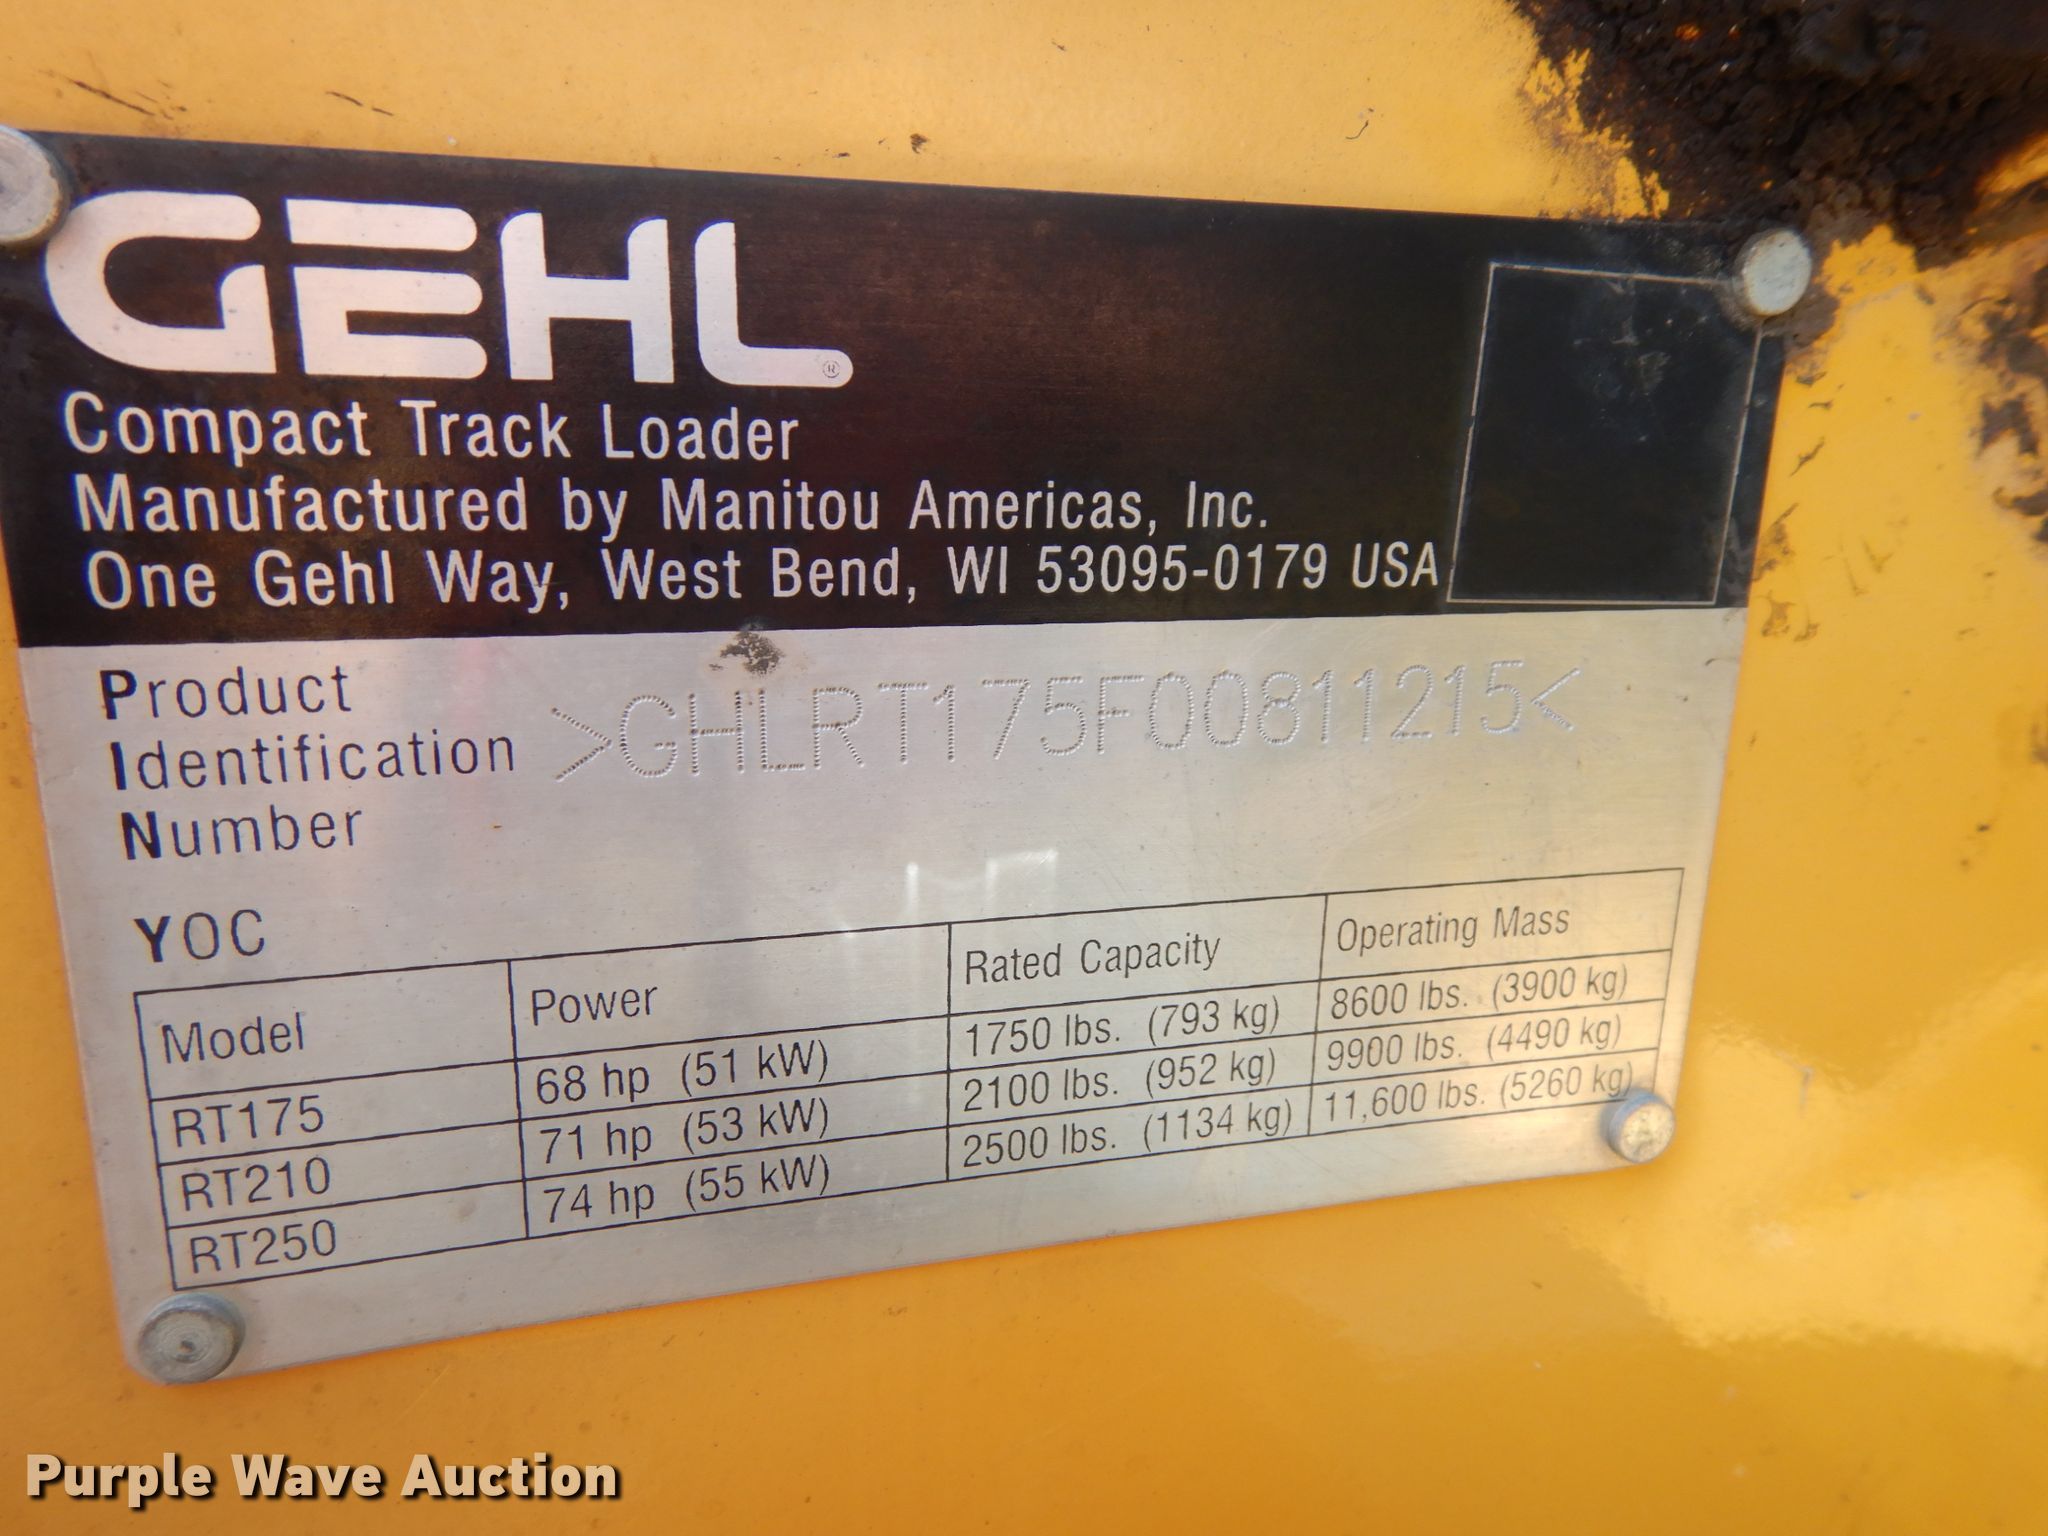 GEHL®
Compact Track Loader
Manufactured by Manitou Americas, Inc.
One Gehl Way, West Bend, WI 53095-0179 USA
Product
Identification >GHLRT175F00811215<
Number
YOC
Model Power Rated Capacity Operating Mass
RT175 68 hp (51 kW) 1750 lbs. (793 kg) 8600 lbs. (3900 kg)
RT210 71 hp (53 kW) 2100 lbs. (952 kg) 9900 lbs. (4490 kg)
RT250 74 hp (55 kW) 2500 lbs. (1134 kg) 11,600 lbs. (5260 kg)
Purple Wave Auction